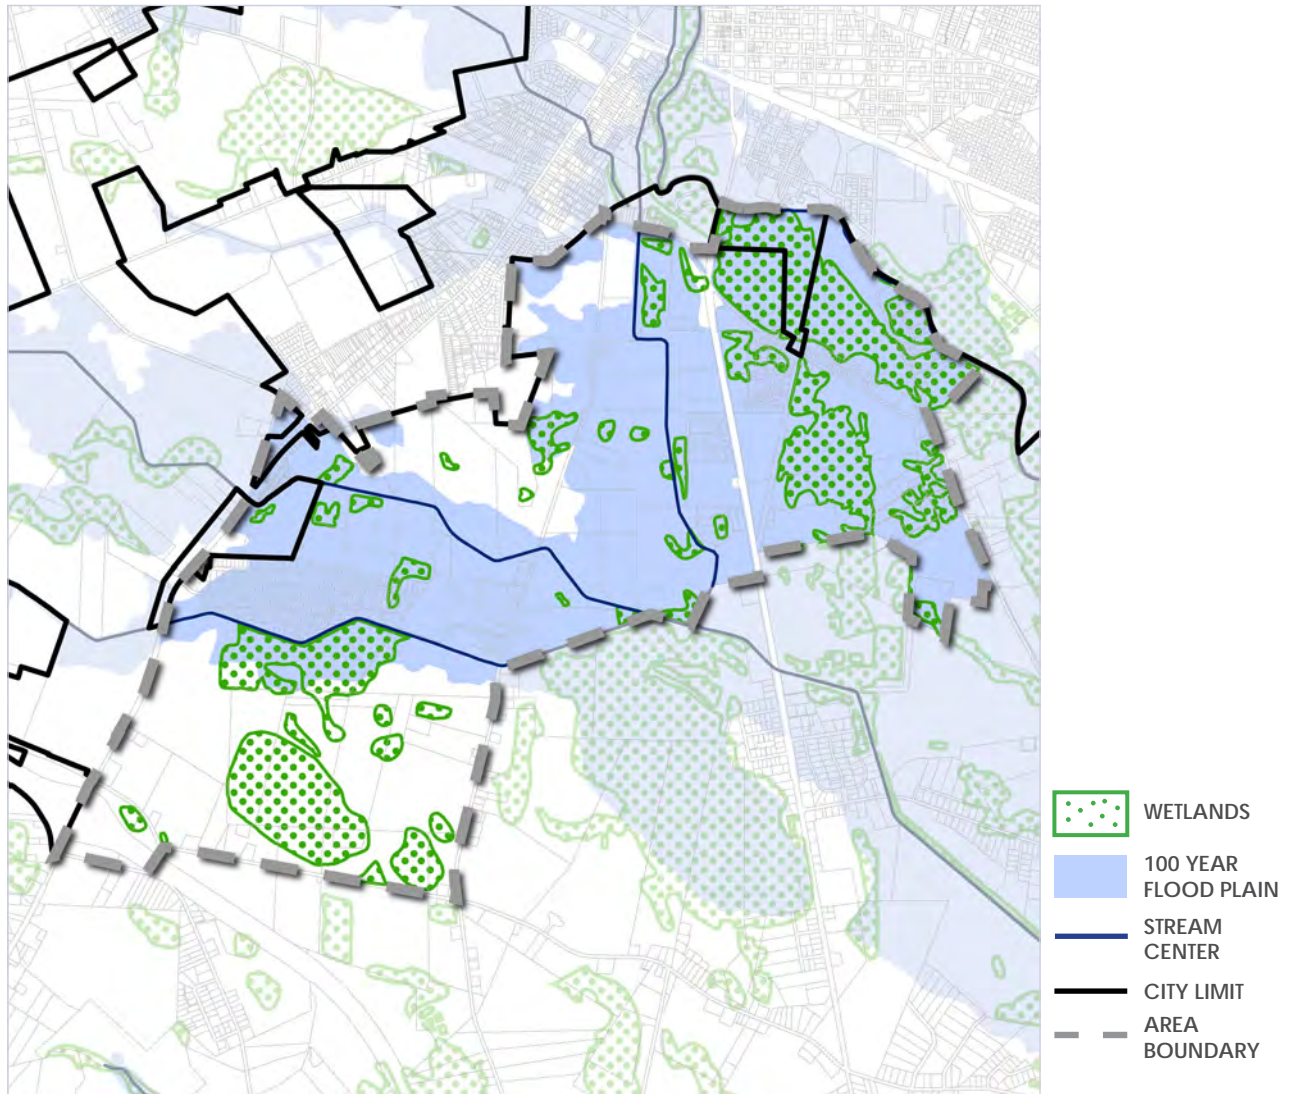 WETLANDS
100 YEAR
FLOOD PLAIN
STREAM
CENTER
CITY LIMIT
AREA
BOUNDARY